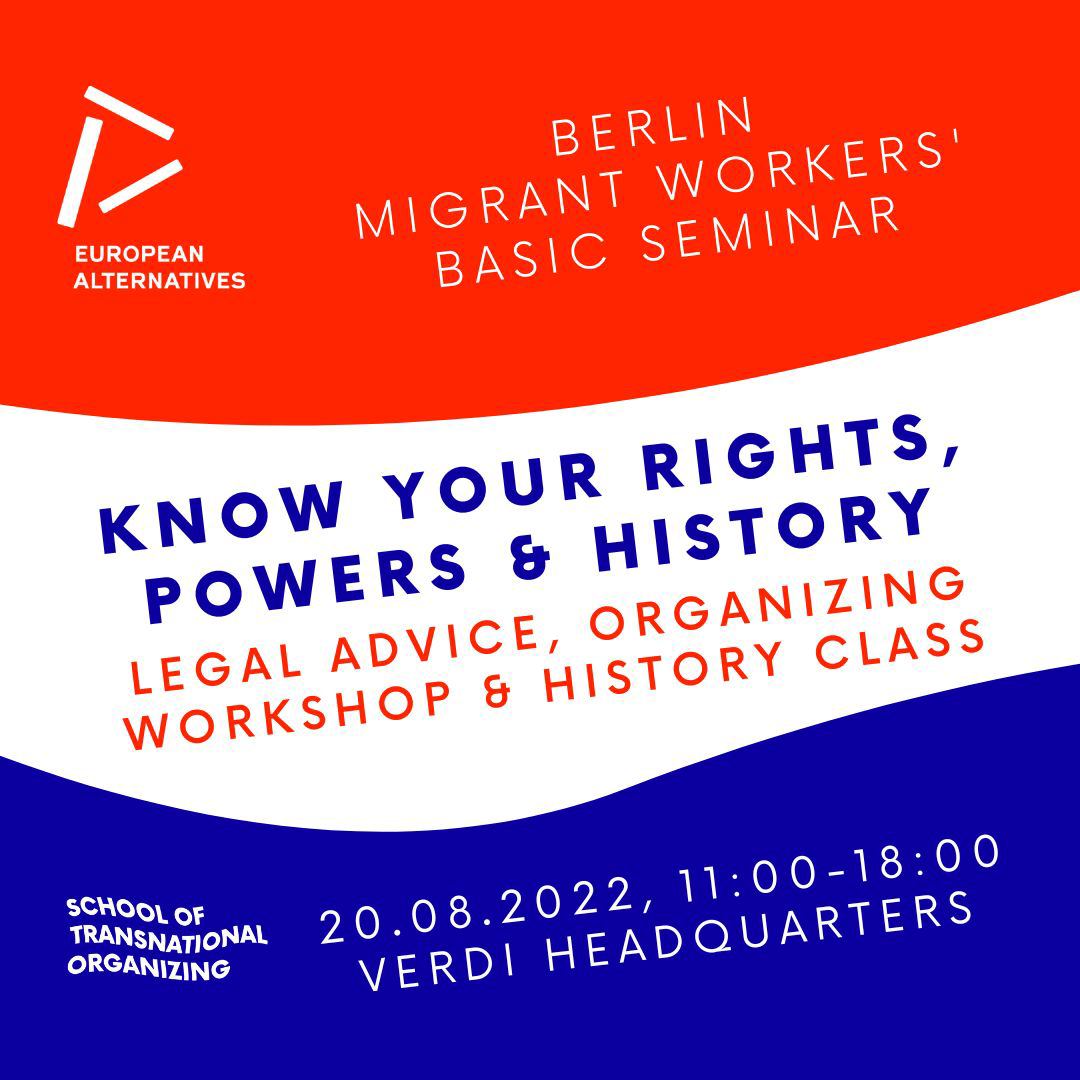 EUROPEAN
ALTERNATIVES
BERLIN
MIGRANT WORKERS'
BASIC SEMINAR
KNOW YOUR RIGHTS,
POWERS & HISTORY
LEGAL ADVICE, ORGANIZING
WORKSHOP & HISTORY CLASS
SCHOOL OF
TRANSNATIONAL
ORGANIZING
20.08.2022, 11:00-18:00
VERDI HEADQUARTERS